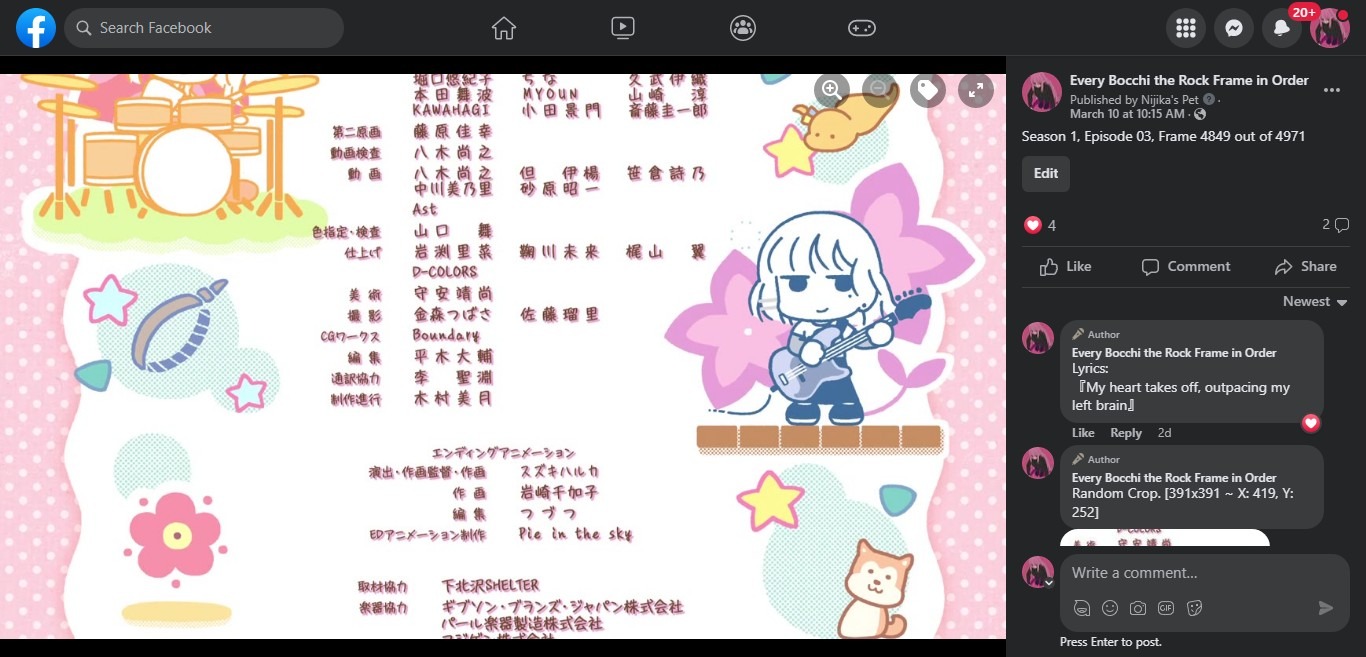 Search Facebook
20+
堀口悠紀子 ちな 久武伊織
本田舞波 MYOUN 山崎 淳
KAWAHAGI 小田景門 斎藤圭一郎
第二原画 藤原佳幸
動画検査 八木尚之
動画 八木尚之 但 伊楊 笹倉詩乃
中川美乃里 砂原昭一
Ast
色指定・検査 山口 舞
仕上げ 岩渕里菜 鞠川未来 梶山 翼
D-COLORS
美術 守安靖尚
撮影 金森つばさ 佐藤瑠里
CGワークス Boundary
編集 平木大輔
通訳協力 李 聖淵
制作進行 木村美月
エンディングアニメーション
演出・作画監督・作画 スズキハルカ
作画 岩崎千加子
編集 つづつ
EDアニメーション制作 Pie in the sky
取材協力 下北沢SHELTER
楽器協力 ギブソン・ブランズ・ジャパン株式会社
パール楽器製造株式会社
Every Bocchi the Rock Frame in Order
Published by Nijika's Pet
March 10 at 10:15 AM
Season 1, Episode 03, Frame 4849 out of 4971
Edit
4
2
Like Comment Share
Newest
Author
Every Bocchi the Rock Frame in Order
Lyrics:
『My heart takes off, outpacing my
left brain』
Like Reply 2d
Author
Every Bocchi the Rock Frame in Order
Random Crop. [391x391 ~ X: 419, Y:
252]
D-COLORS
美術 守安靖尚
Write a comment...
GIF
Press Enter to post.